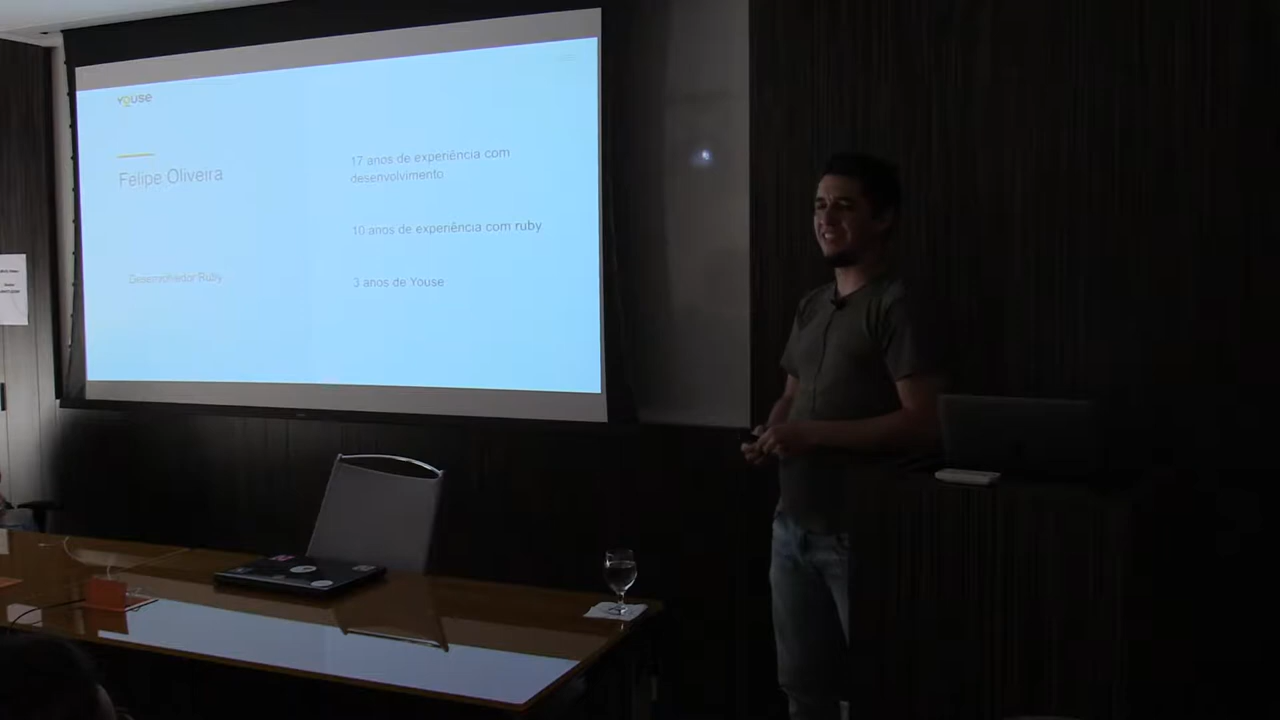 YOUSE
Felipe Oliveira
Desenvolvedor Ruby
17 anos de experiência com
desenvolvimento
10 anos de experiência com ruby
3 anos de Youse